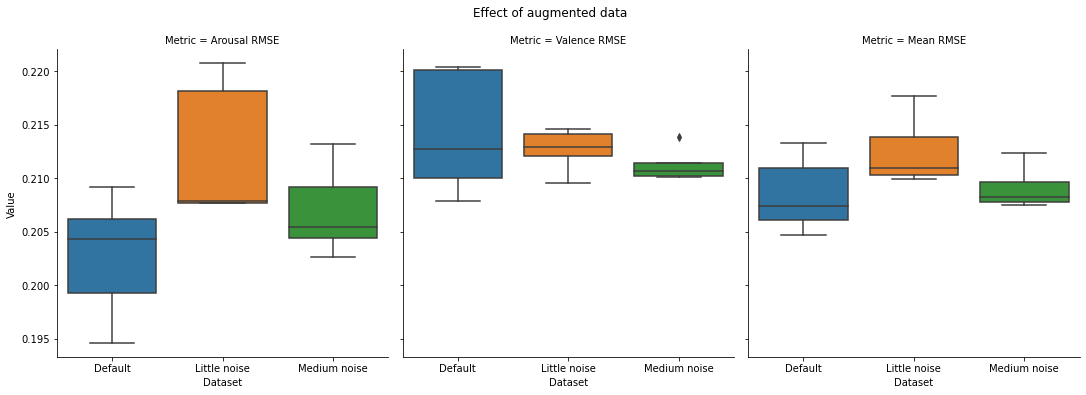 Effect of augmented data
Metric = Arousal RMSE
Metric = Valence RMSE
Metric = Mean RMSE
Value
0.220
0.215
0.210
0.205
0.200
0.195
Default
Little noise
Medium noise
Default
Little noise
Medium noise
Default
Little noise
Medium noise
Dataset
Dataset
Dataset